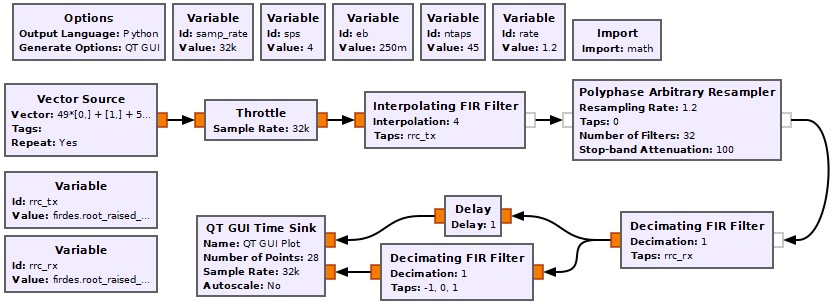 Options
Output Language: Python
Generate Options: QT GUI
Variable
Id: samp_rate
Value: 32k
Variable
Id: sps
Value: 4
Variable
Id: eb
Value: 250m
Variable
Id: ntaps
Value: 45
Variable
Id: rate
Value: 1.2
Import
Import: math
Vector Source
Vector: 49*[0,] + [1,] + 5...
Tags:
Repeat: Yes
Throttle
Sample Rate: 32k
Interpolating FIR Filter
Interpolation: 4
Taps: rrc_tx
Polyphase Arbitrary Resampler
Resampling Rate: 1.2
Taps: 0
Number of Filters: 32
Stop-band Attenuation: 100
Variable
Id: rrc_tx
Value: firdes.root_raised_...
Variable
Id: rrc_rx
Value: firdes.root_raised_...
QT GUI Time Sink
Name: QT GUI Plot
Number of Points: 28
Sample Rate: 32k
Autoscale: No
Delay
Delay: 1
Decimating FIR Filter
Decimation: 1
Taps: -1, 0, 1
Decimating FIR Filter
Decimation: 1
Taps: rrc_rx